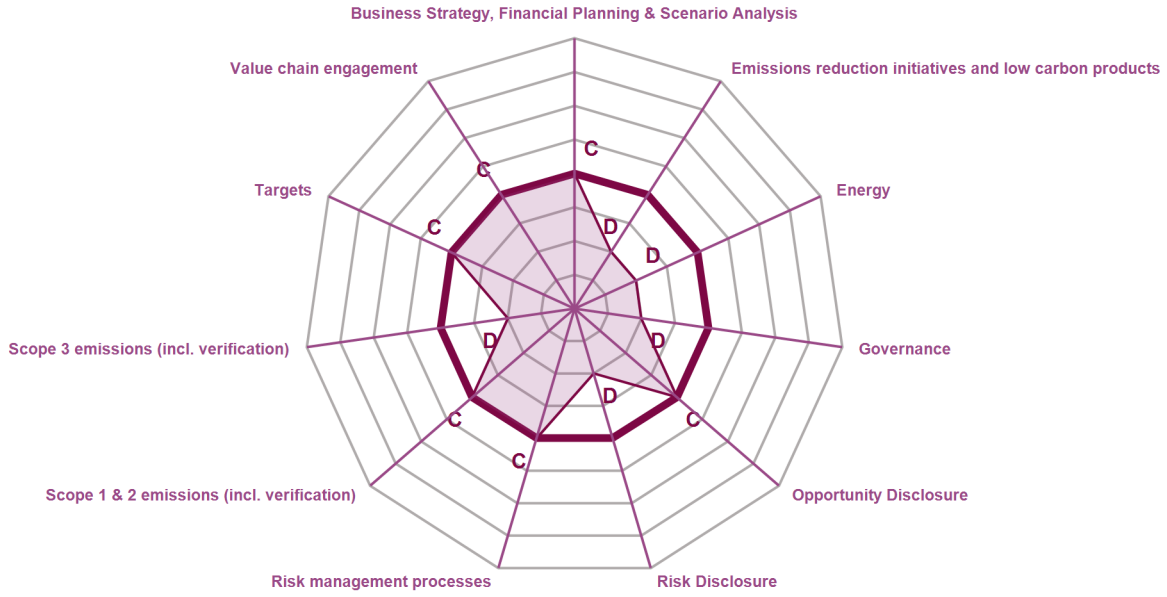 Business Strategy, Financial Planning & Scenario Analysis
Value chain engagement
Emissions reduction initiatives and low carbon products
C
C
Targets
Energy
C
D
D
Scope 3 emissions (incl. verification)
D
D
Governance
D
C
C
C
Scope 1 & 2 emissions (incl. verification)
Opportunity Disclosure
Risk management processes
Risk Disclosure